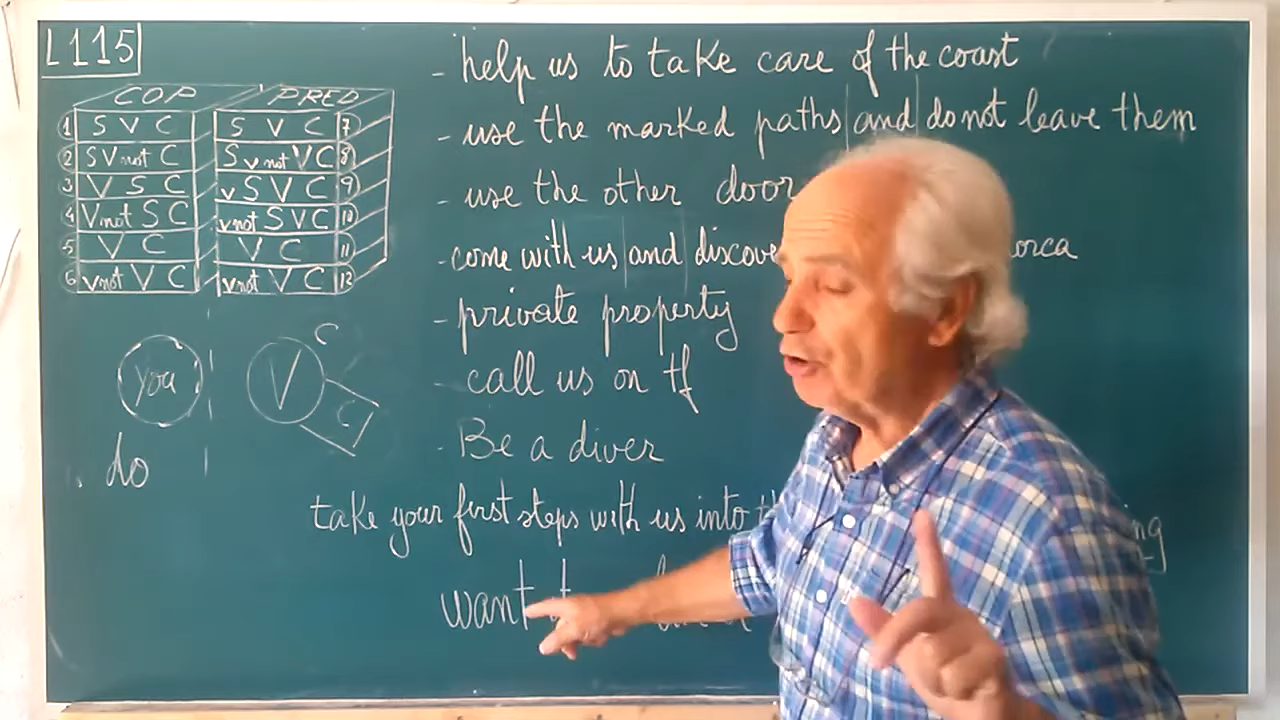 L115
COP PRED
1 S V C S V C 7
2 S V not C S v not V C 8
3 V S C v S V C 9
4 V not S C v not S V C 10
5 V C V C 11
6 v not V C v not V C 12
you V C C
. do
- help us to take care of the coast
- use the marked paths | and | do not leave them
- use the other door
- come with us | and | discove orca
- private property
- call us on tf
- Be a diver
take your first steps with us into ng
want